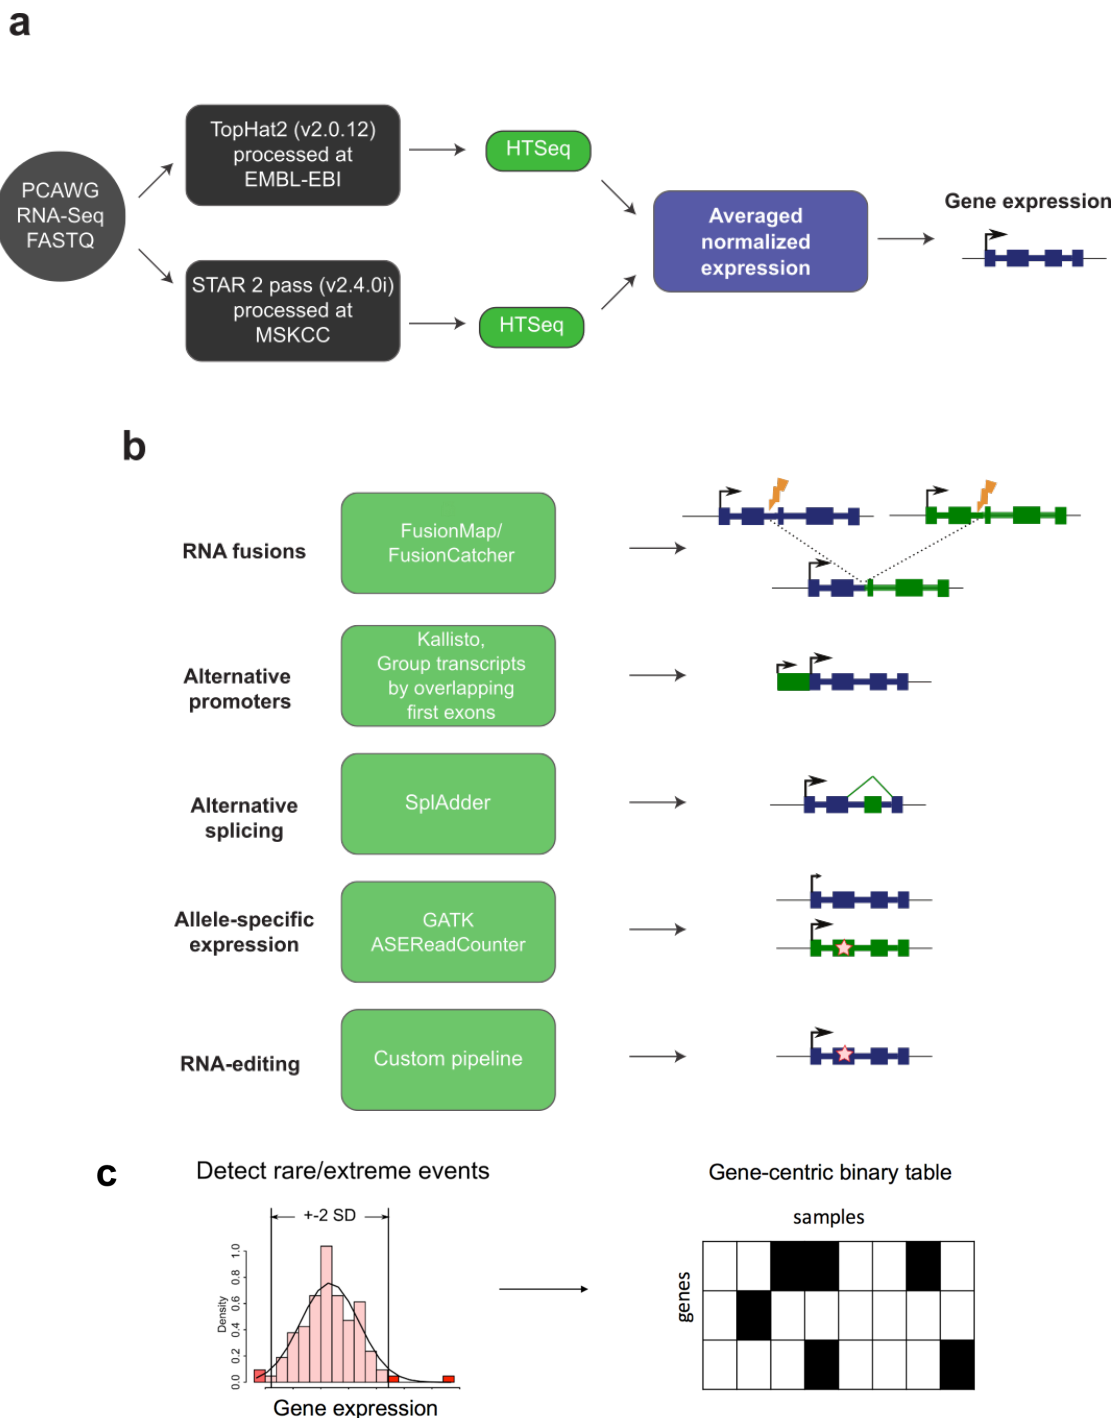 a
PCAWG
RNA-Seq
FASTQ
TopHat2 (v2.0.12)
processed at
EMBL-EBI
HTSeq
STAR 2 pass (v2.4.0i)
processed at
MSKCC
HTSeq
Averaged
normalized
expression
Gene expression
b
RNA fusions
FusionMap/
FusionCatcher
Alternative
promoters
Kallisto,
Group transcripts
by overlapping
first exons
Alternative
splicing
SplAdder
Allele-specific
expression
GATK
ASEReadCounter
RNA-editing
Custom pipeline
c
Detect rare/extreme events
+-2 SD
Density
0.0 0.2 0.4 0.6 0.8 1.0
Gene expression
Gene-centric binary table
samples
genes